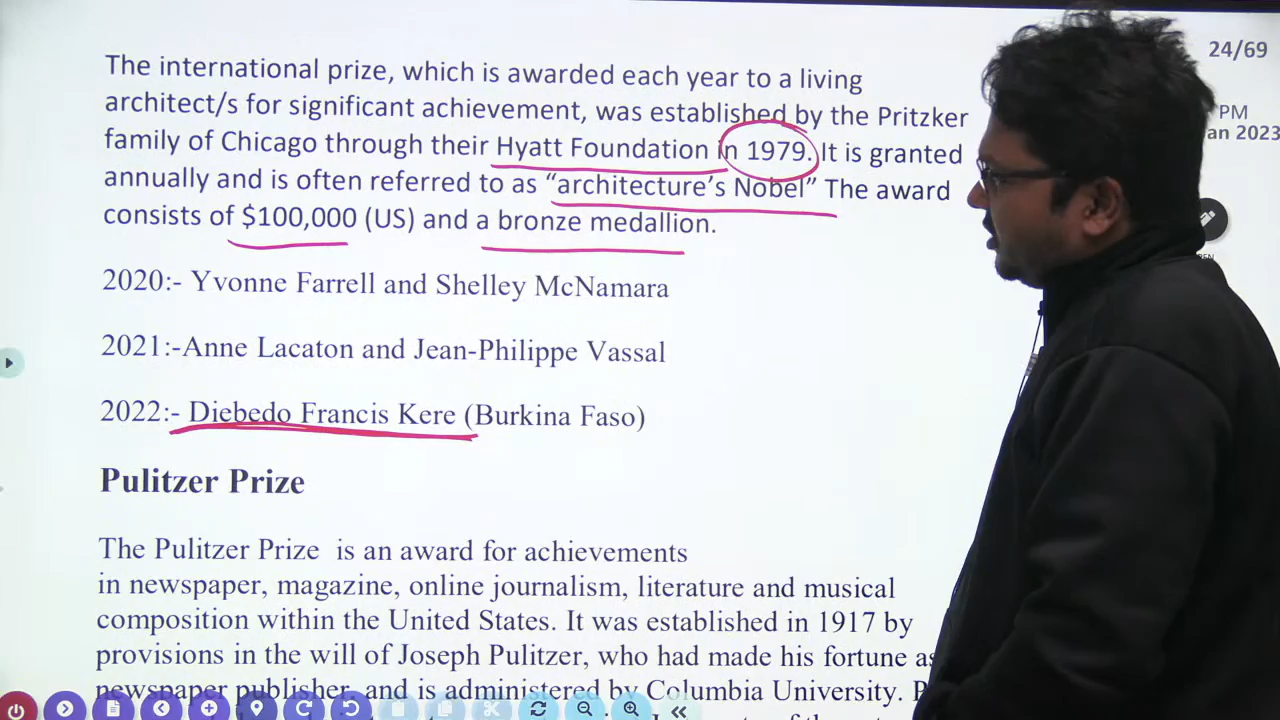 The international prize, which is awarded each year to a living
architect/s for significant achievement, was established by the Pritzker
family of Chicago through their Hyatt Foundation in 1979. It is granted
annually and is often referred to as “architecture’s Nobel” The award
consists of $100,000 (US) and a bronze medallion.
2020:- Yvonne Farrell and Shelley McNamara
2021:-Anne Lacaton and Jean-Philippe Vassal
2022:- Diebedo Francis Kere (Burkina Faso)
Pulitzer Prize
The Pulitzer Prize is an award for achievements
in newspaper, magazine, online journalism, literature and musical
composition within the United States. It was established in 1917 by
provisions in the will of Joseph Pulitzer, who had made his fortune as
newspaper publisher, and is administered by Columbia University.
24/69
PM
an 2023